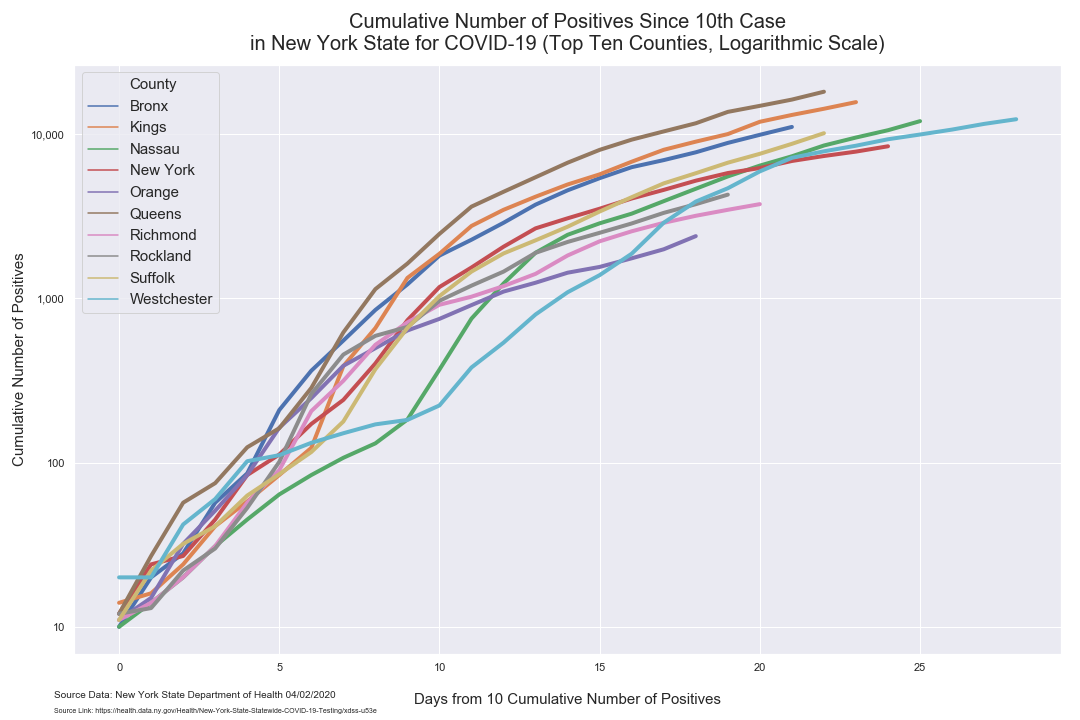 Cumulative Number of Positives Since 10th Case
in New York State for COVID-19 (Top Ten Counties, Logarithmic Scale)
County
Bronx
Kings
Nassau
New York
Orange
Queens
Richmond
Rockland
Suffolk
Westchester
Cumulative Number of Positives
10,000
1,000
100
10
0
5
10
15
20
25
Days from 10 Cumulative Number of Positives
Source Data: New York State Department of Health 04/02/2020
Source Link: https://health.data.ny.gov/Health/New-York-State-Statewide-COVID-19-Testing/xdss-u53e